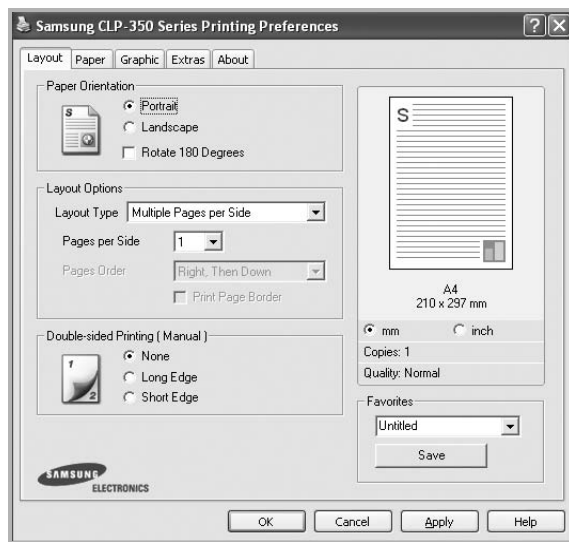 Samsung CLP-350 Series Printing Preferences
Layout Paper Graphic Extras About
Paper Orientation
S
Portrait
Landscape
Rotate 180 Degrees
Layout Options
Layout Type Multiple Pages per Side
Pages per Side 1
Pages Order Right, Then Down
Print Page Border
Double-sided Printing ( Manual )
1
2
None
Long Edge
Short Edge
SAMSUNG
ELECTRONICS
S
A4
210 x 297 mm
mm inch
Copies: 1
Quality: Normal
Favorites
Untitled
Save
OK Cancel Apply Help